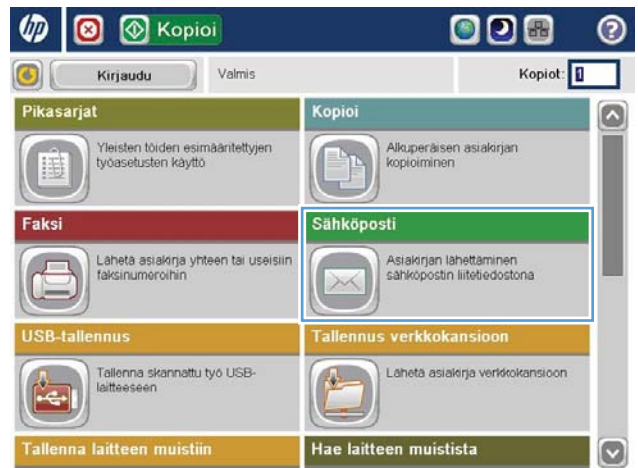 hp Kopioi ?
Kirjaudu Valmis Kopiot: 1
Pikasarjat
Yleisten töiden esimääritettyjen
työasetusten käyttö
Kopioi
Alkuperäisen asiakirjan
kopioiminen
Faksi
Lähetä asiakirja yhteen tai useisiin
faksinumeroihin
Sähköposti
Asiakirjan lähettäminen
sähköpostin liitetiedostona
USB-tallennus
Tallenna skannattu työ USB-
laitteeseen
Tallennus verkkokansioon
Lähetä asiakirja verkkokansioon
Tallenna laitteen muistiin
Hae laitteen muistista